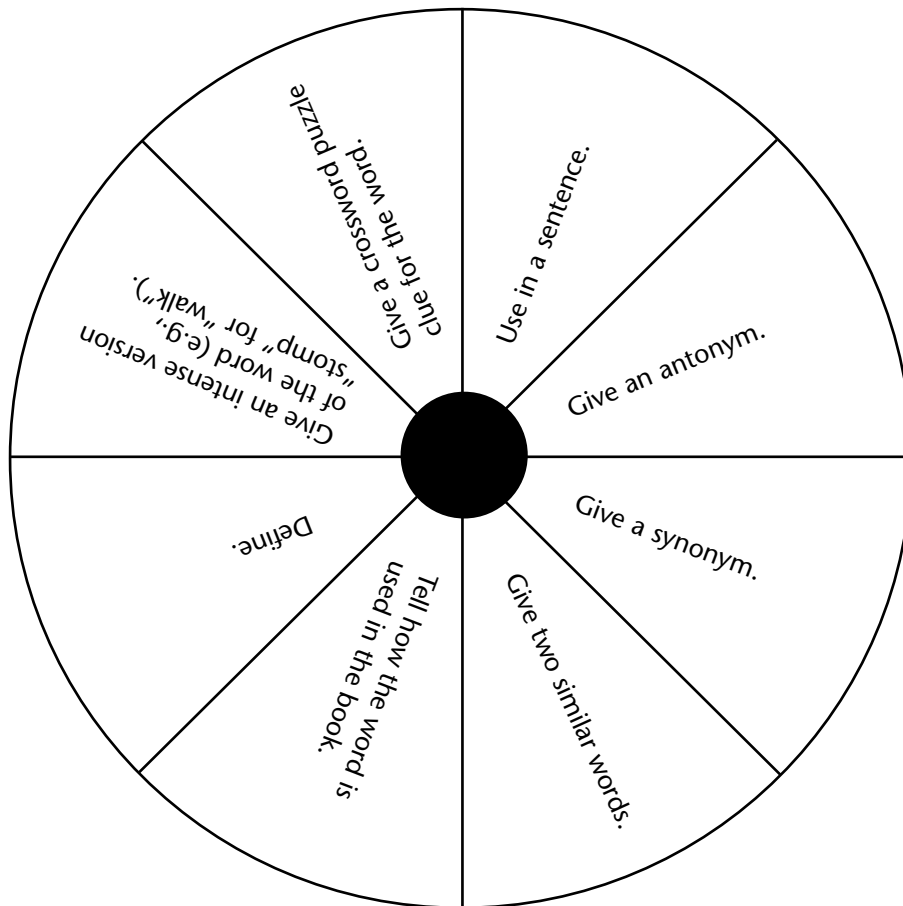 Use in a sentence.
Give an antonym.
Give a synonym.
Give two similar words.
Tell how the word is
used in the book.
Define.
Give an intense version
of the word (e.g.,
“stomp” for “walk”).
Give a crossword puzzle
clue for the word.